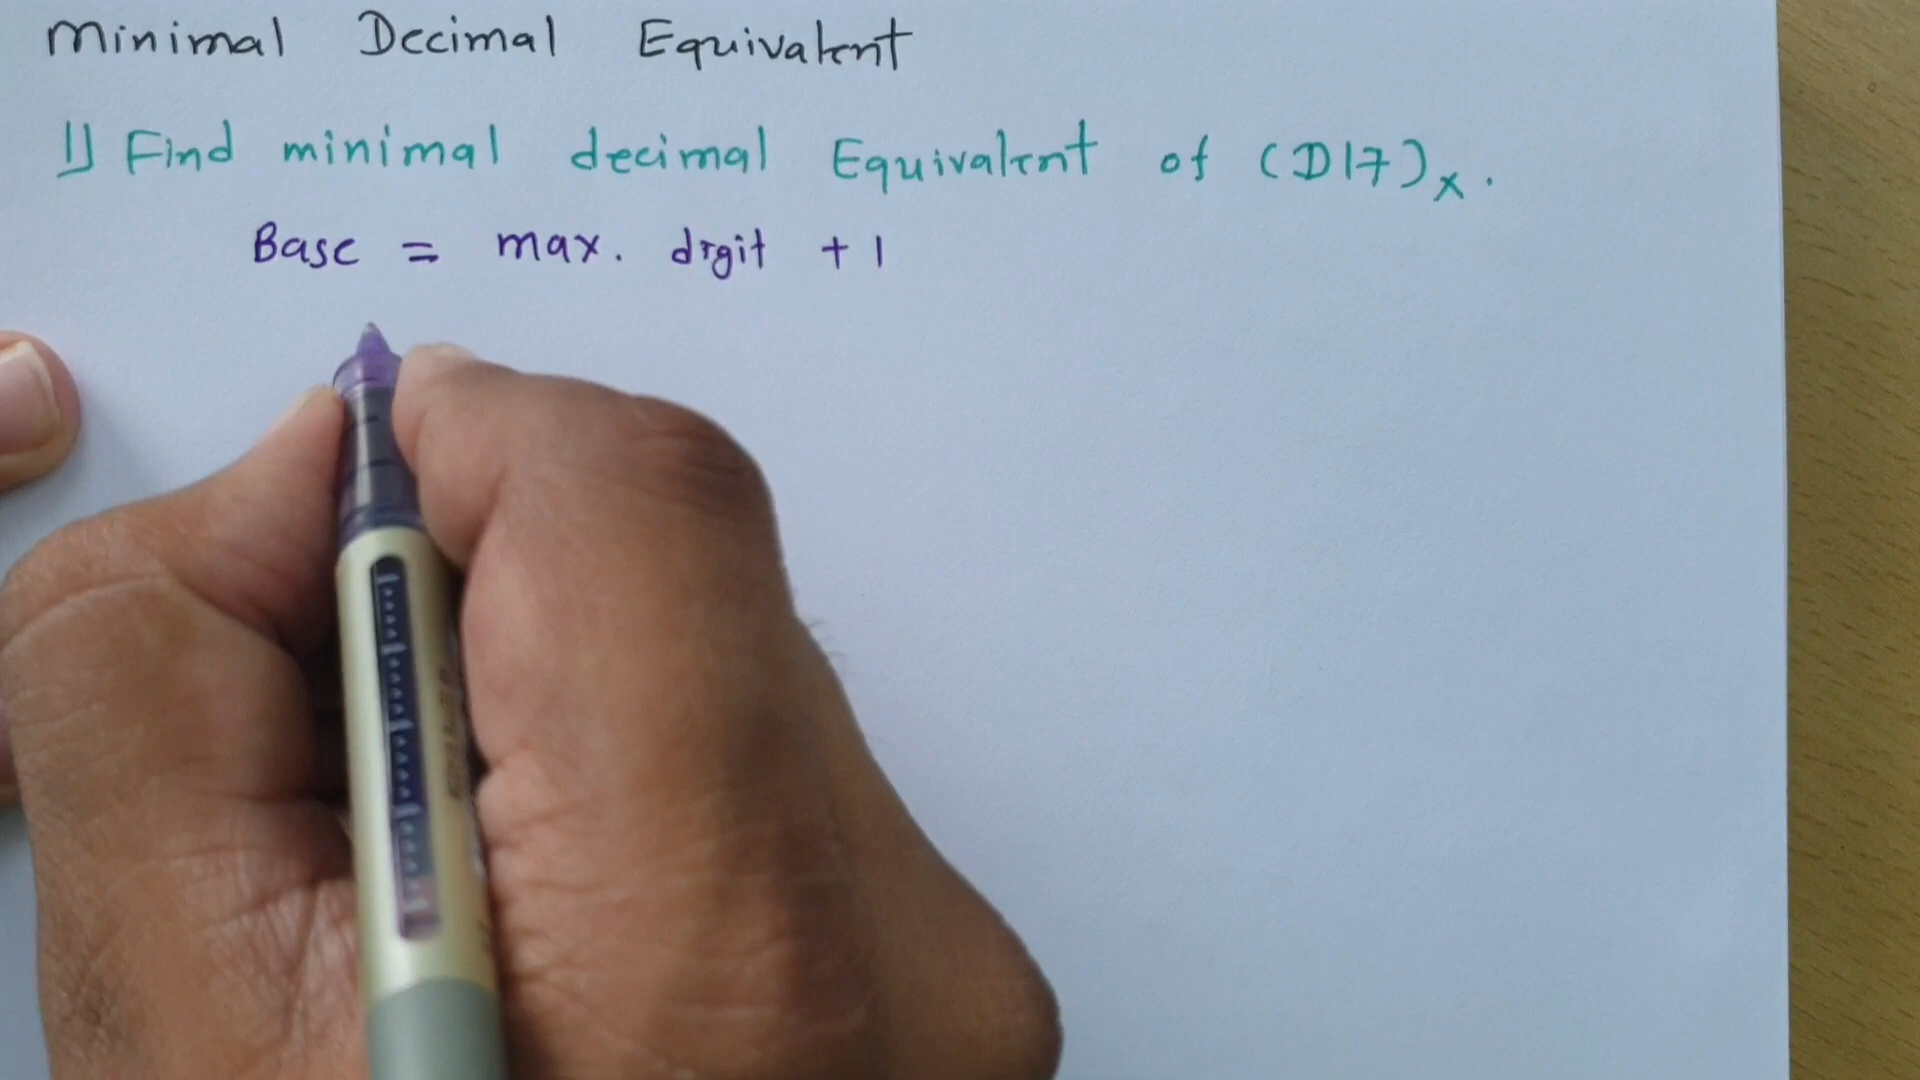 Minimal Decimal Equivalent
1) Find minimal decimal Equivalent of (D17)x.
Base = max. digit + 1